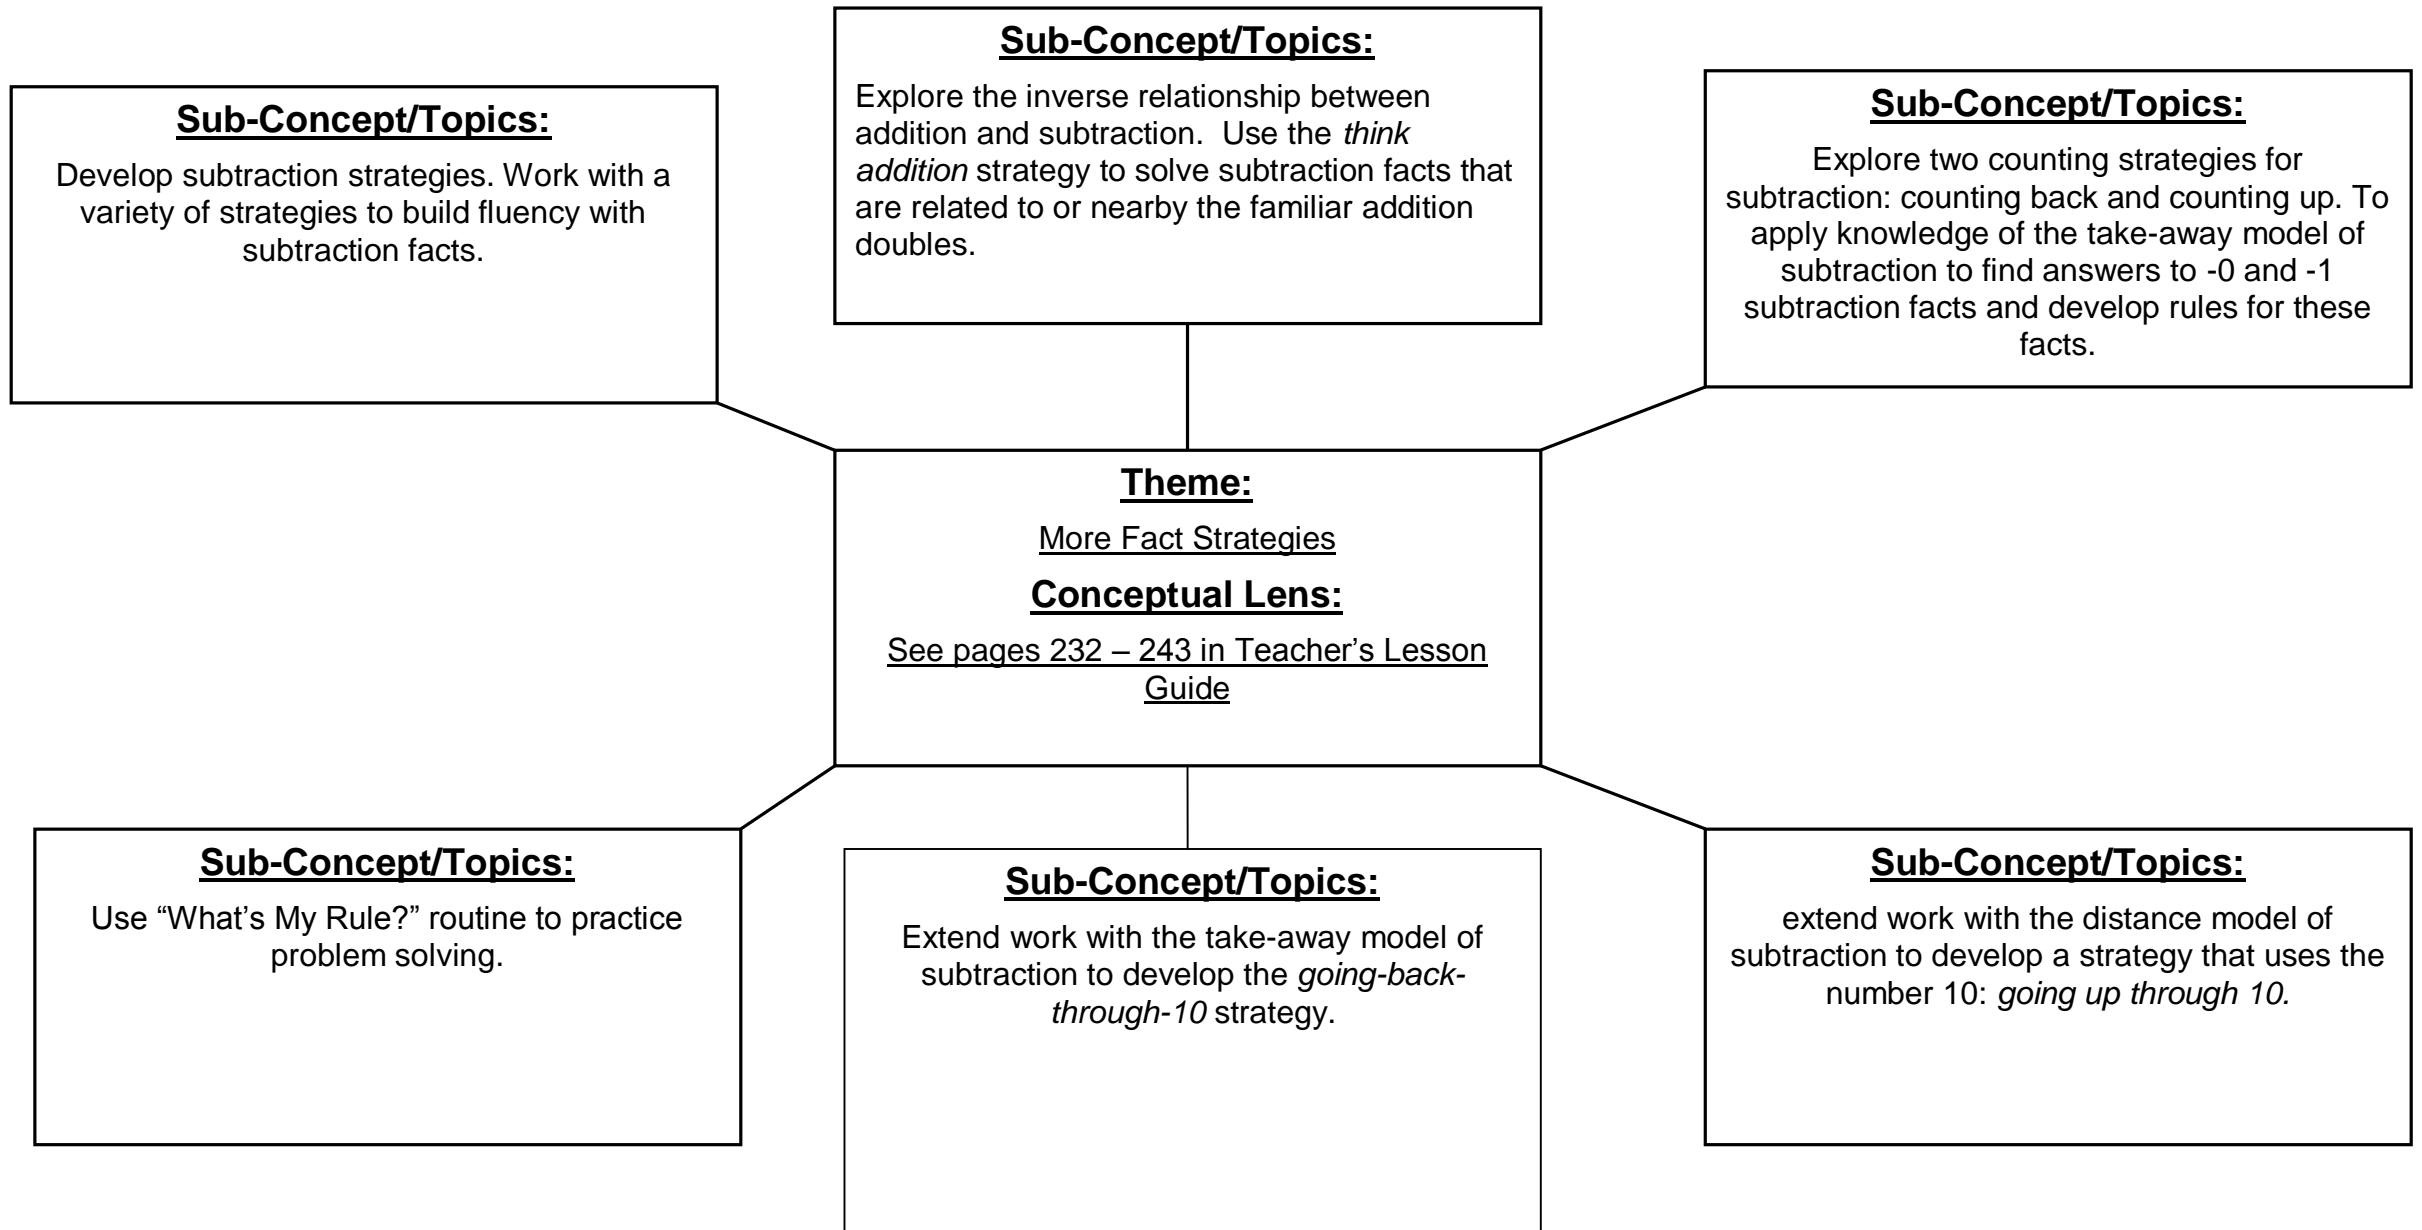 Sub-Concept/Topics:
Develop subtraction strategies. Work with a
variety of strategies to build fluency with
subtraction facts.
Sub-Concept/Topics:
Explore the inverse relationship between
addition and subtraction.  Use the think
addition strategy to solve subtraction facts that
are related to or nearby the familiar addition
doubles.
Sub-Concept/Topics:
Explore two counting strategies for
subtraction: counting back and counting up. To
apply knowledge of the take-away model of
subtraction to find answers to -0 and -1
subtraction facts and develop rules for these
facts.
Theme:
More Fact Strategies
Conceptual Lens:
See pages 232 – 243 in Teacher’s Lesson
Guide
Sub-Concept/Topics:
Use “What’s My Rule?” routine to practice
problem solving.
Sub-Concept/Topics:
Extend work with the take-away model of
subtraction to develop the going-back-
through-10 strategy.
Sub-Concept/Topics:
extend work with the distance model of
subtraction to develop a strategy that uses the
number 10: going up through 10.